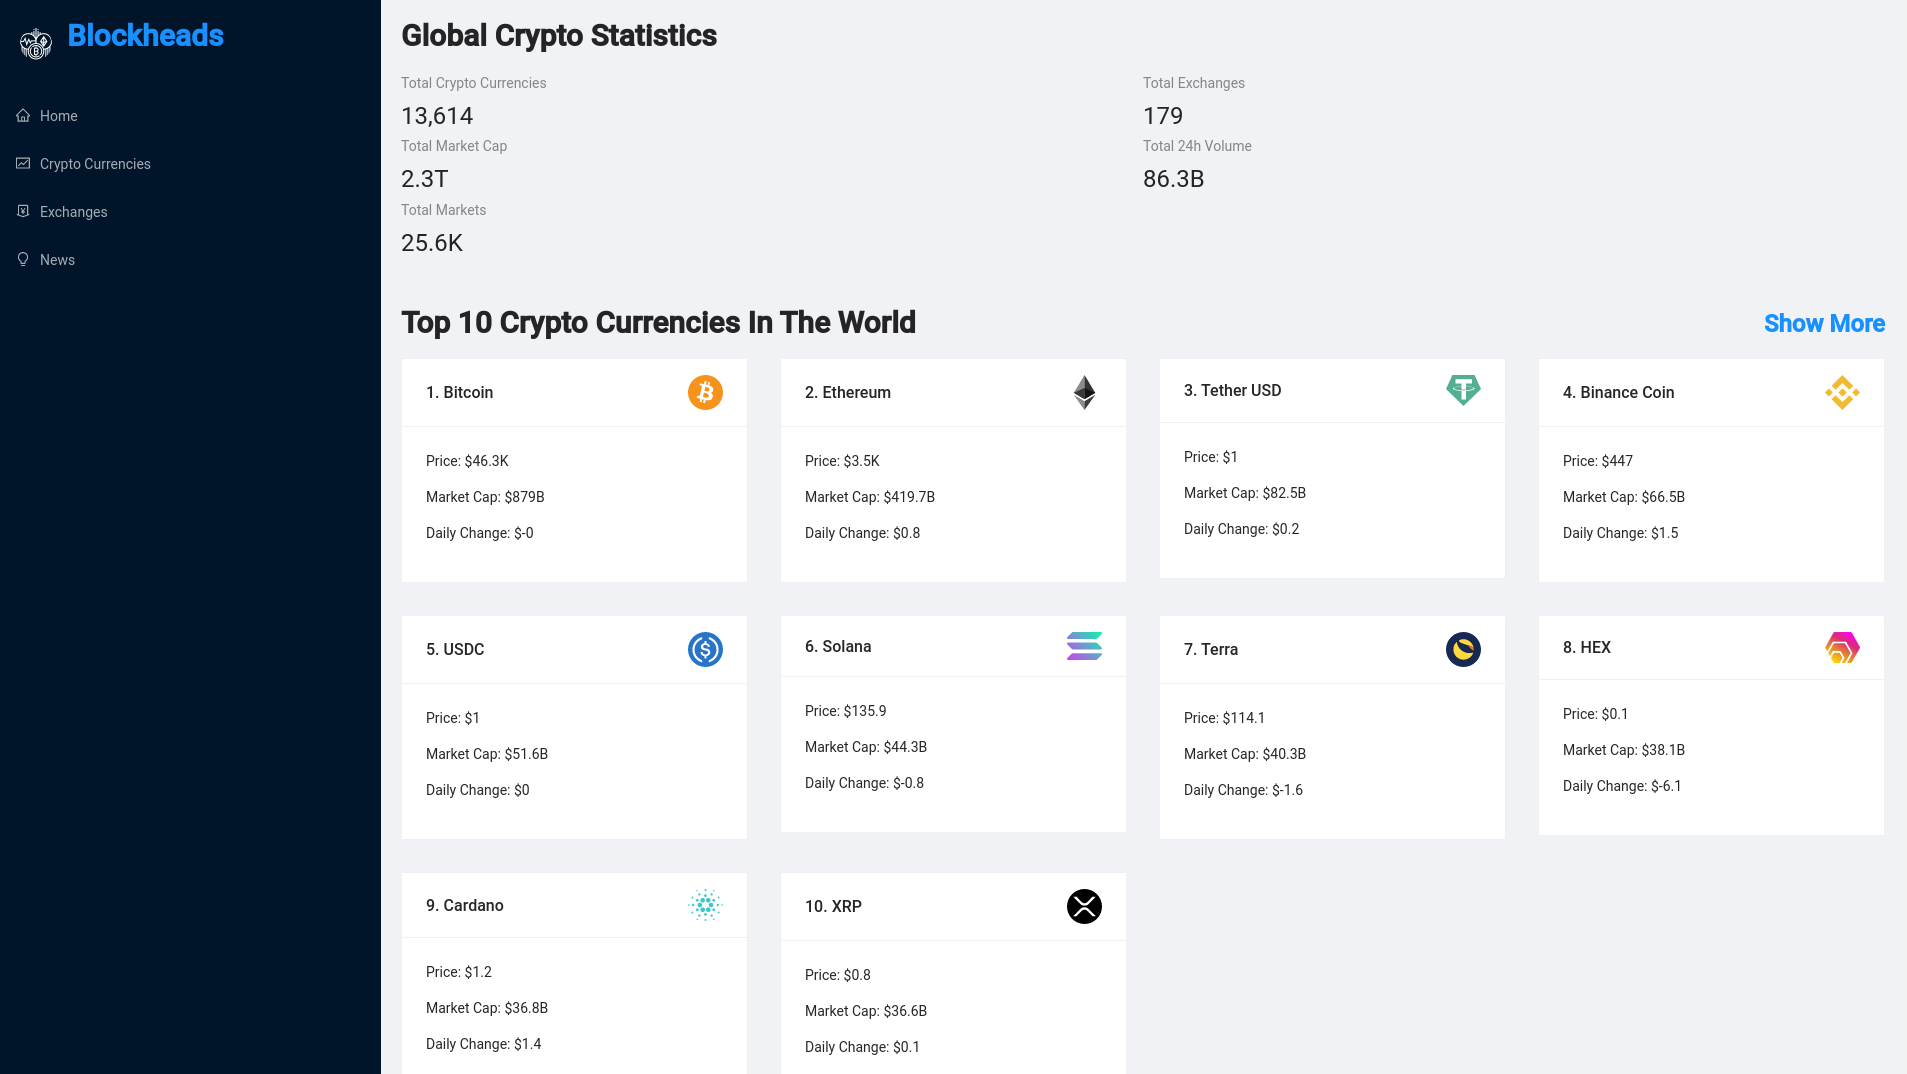 Blockheads
Home
Crypto Currencies
Exchanges
News
Global Crypto Statistics
Total Crypto Currencies
13,614
Total Exchanges
179
Total Market Cap
2.3T
Total 24h Volume
86.3B
Total Markets
25.6K
Top 10 Crypto Currencies In The World
Show More
1. Bitcoin
Price: $46.3K
Market Cap: $879B
Daily Change: $-0
2. Ethereum
Price: $3.5K
Market Cap: $419.7B
Daily Change: $0.8
3. Tether USD
Price: $1
Market Cap: $82.5B
Daily Change: $0.2
4. Binance Coin
Price: $447
Market Cap: $66.5B
Daily Change: $1.5
5. USDC
Price: $1
Market Cap: $51.6B
Daily Change: $0
6. Solana
Price: $135.9
Market Cap: $44.3B
Daily Change: $-0.8
7. Terra
Price: $114.1
Market Cap: $40.3B
Daily Change: $-1.6
8. HEX
Price: $0.1
Market Cap: $38.1B
Daily Change: $-6.1
9. Cardano
Price: $1.2
Market Cap: $36.8B
Daily Change: $1.4
10. XRP
Price: $0.8
Market Cap: $36.6B
Daily Change: $0.1